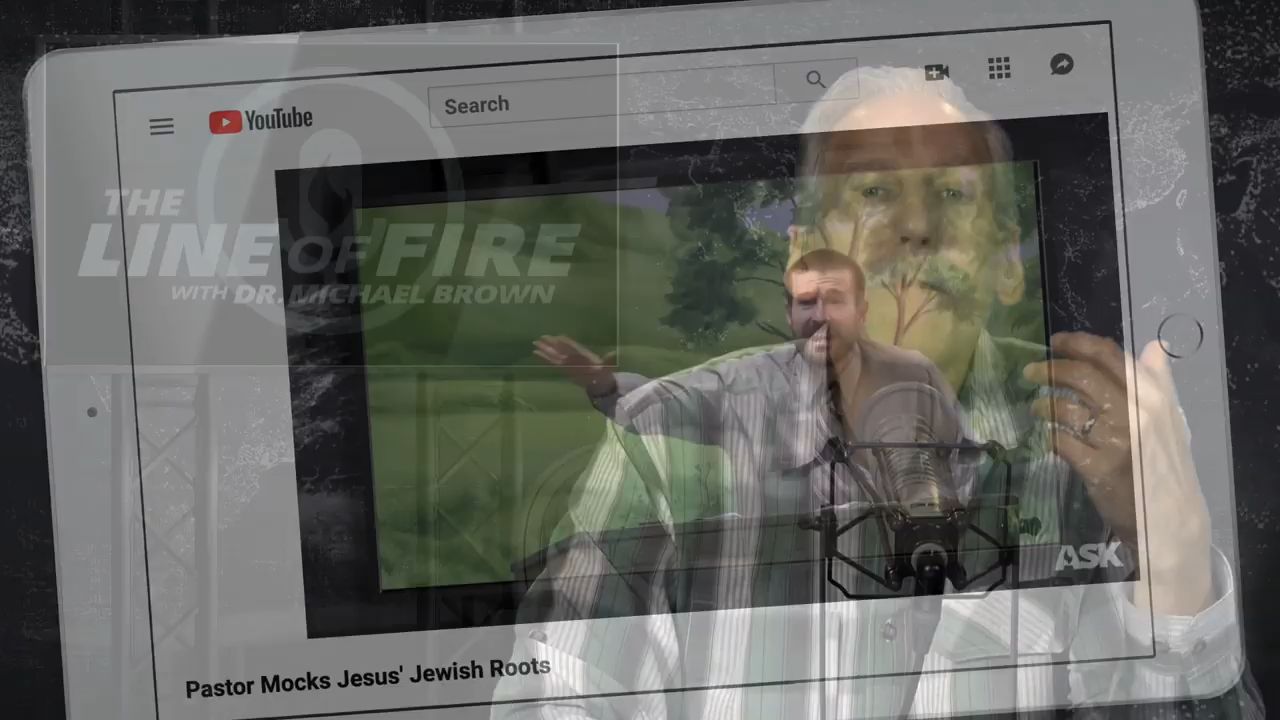 YouTube
Search
THE
LINE OF FIRE
WITH DR. MICHAEL BROWN
ASK
Pastor Mocks Jesus' Jewish Roots